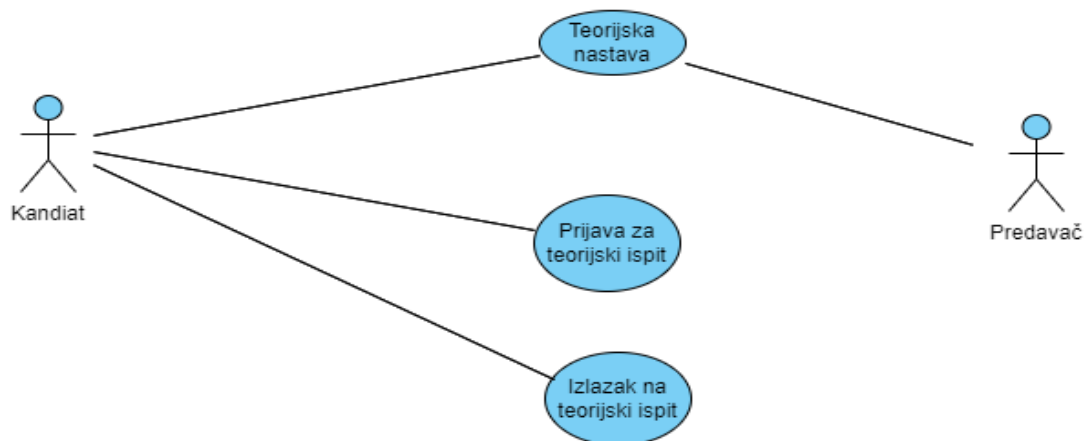 Teorijska
nastava
Kandiat
Predavač
Prijava za
teorijski ispit
Izlazak na
teorijski ispit